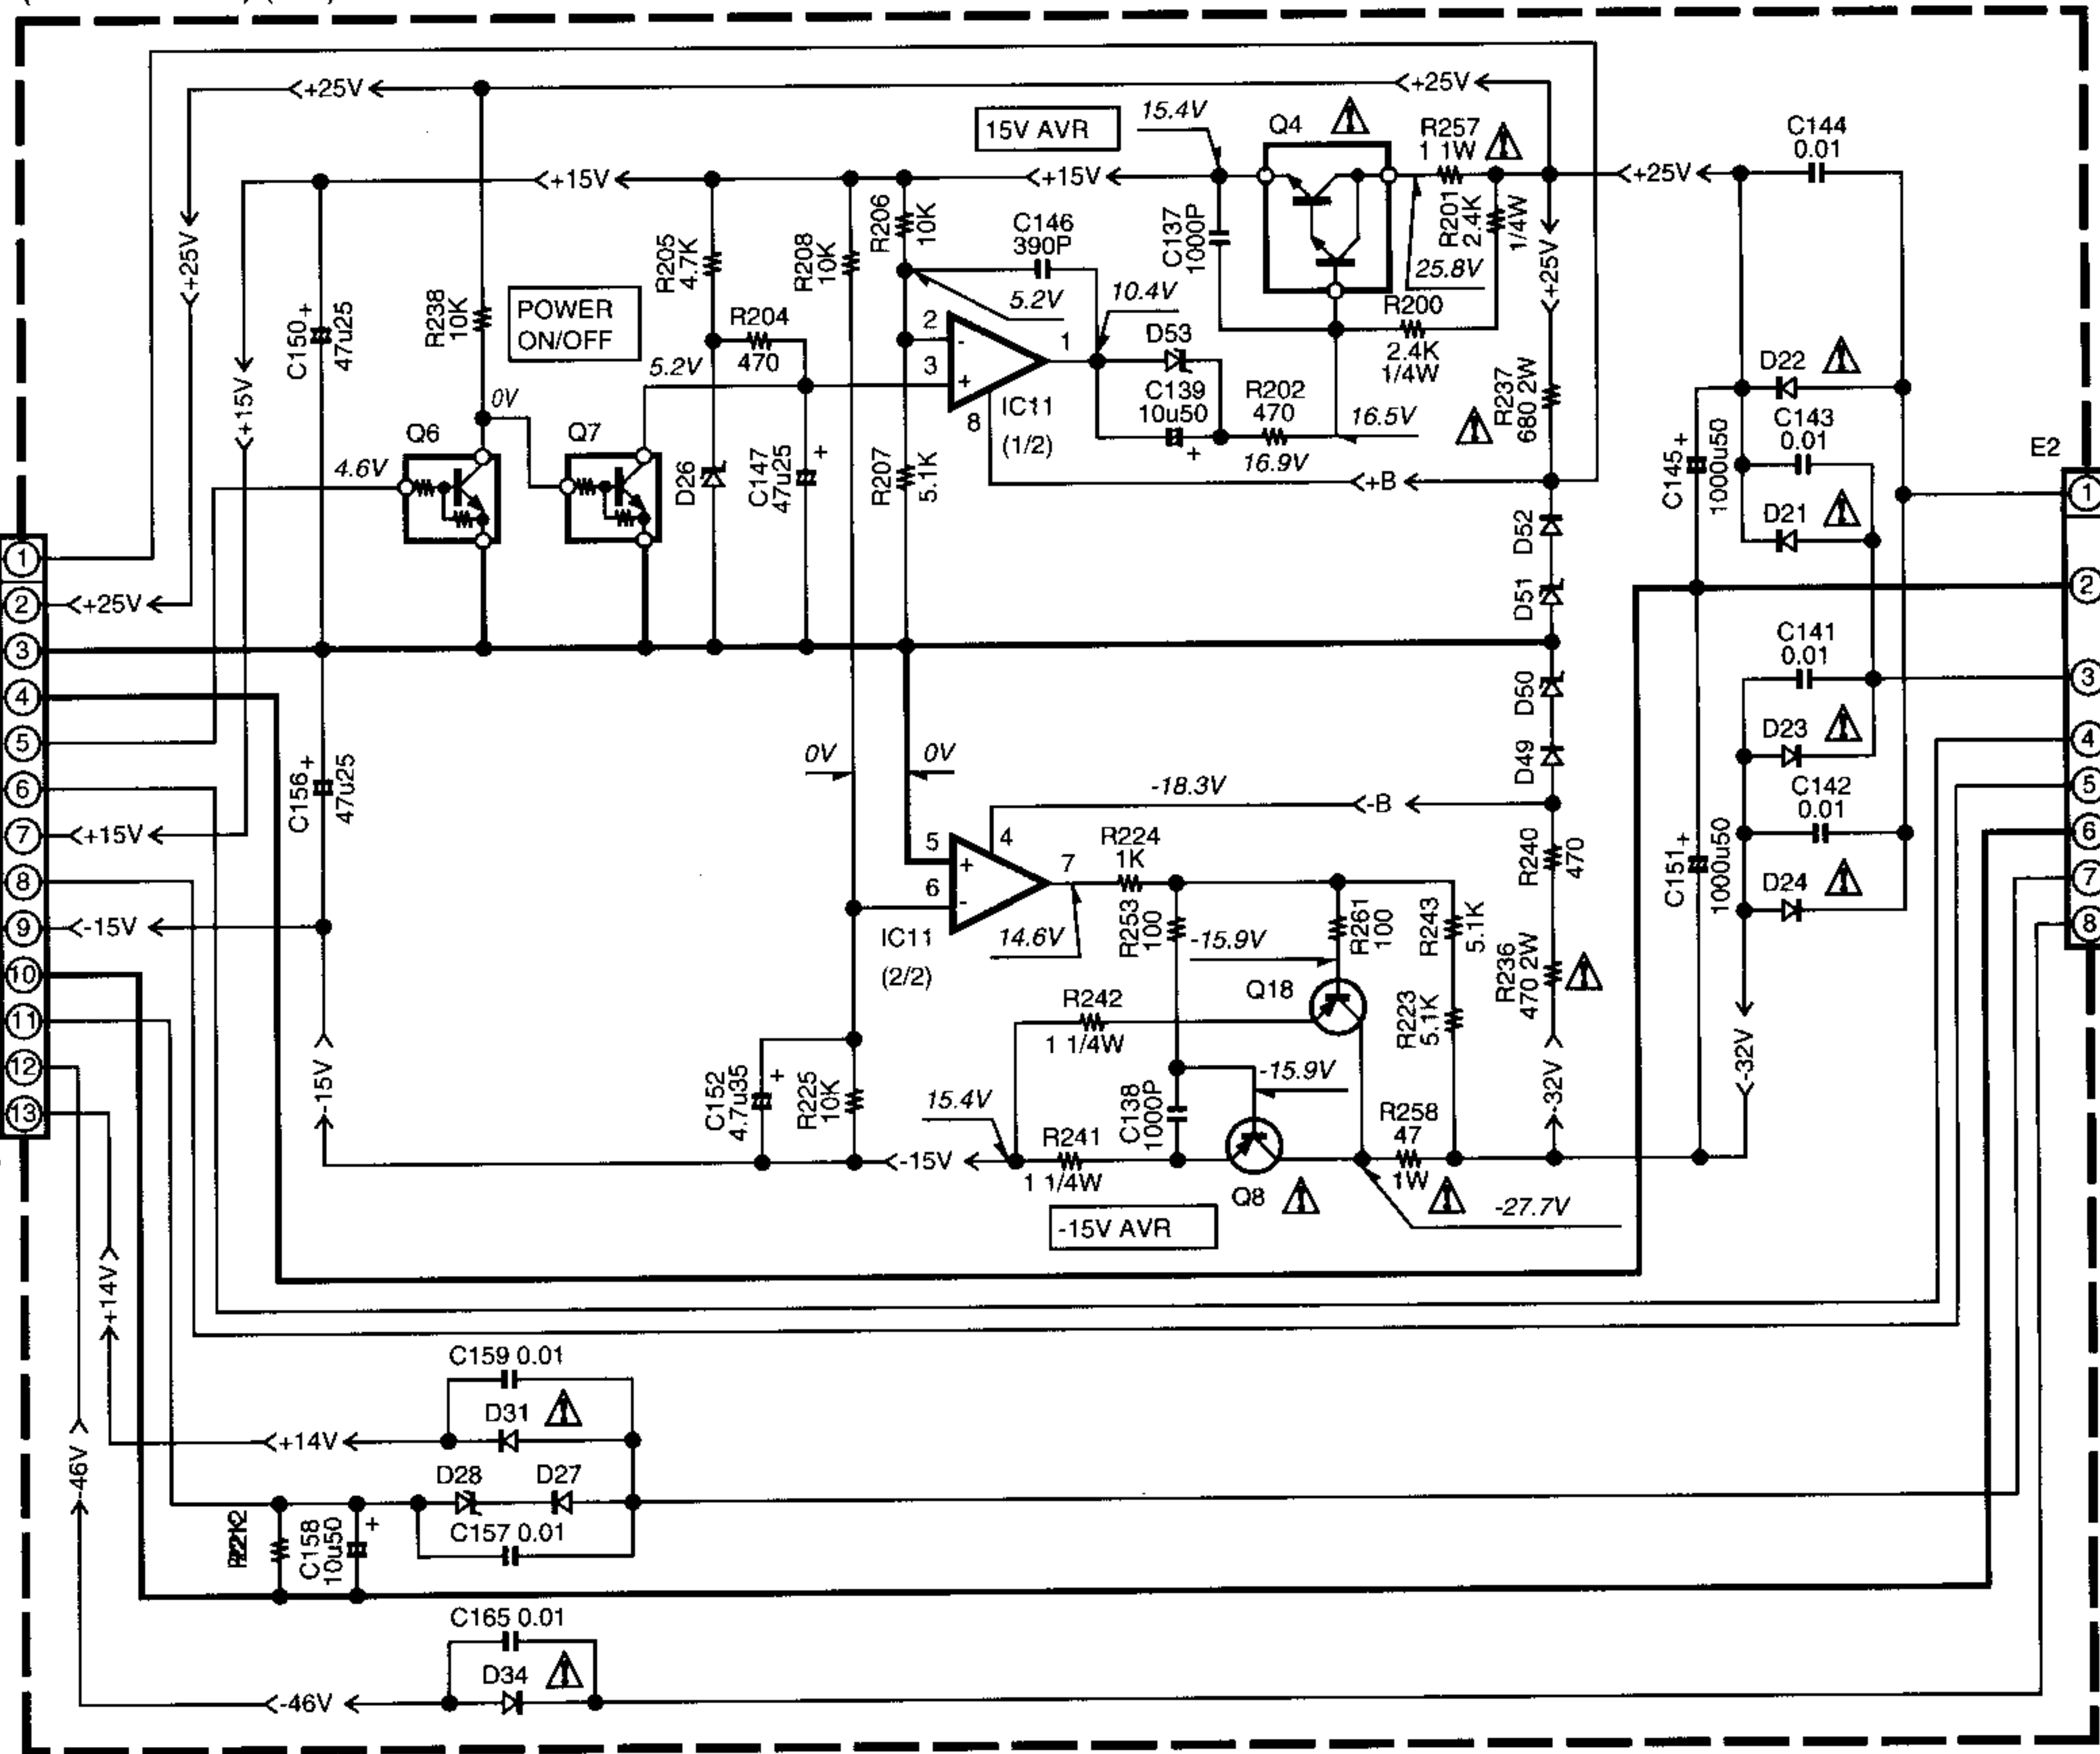 <+25V
<+25V
C144
0.01
15V AVR
15.4V
Q4
R257
1 1W
<+15V
<+15V
<+25V
R206
10K
C146
390P
C137
1000P
R201
2.4K
1/4W
25.8V
<+25V
<+25V
R205
4.7K
R208
10K
5.2V
10.4V
R200
2.4K
1/4W
C150 +
47u25
R238
10K
POWER
ON/OFF
R204
470
5.2V
2
-
3
+
1
8
IC11
(1/2)
D53
C139
10u50
+
R202
470
16.5V
16.9V
R237
680 2W
D22
C143
0.01
<+15V
0V
Q6
Q7
4.6V
D26
C147
47u25
+
R207
5.1K
<+B
C145 +
1000u50
D21
E2
1
D52
D51
1
2
<+25V
2
3
C141
0.01
3
4
D50
D49
D23
5
4
0V
0V
C156 +
47u25
-18.3V
<-B
C142
0.01
6
5
7
<+15V
6
5
+
4
6
-
7
IC11
(2/2)
R224
1K
14.6V
R253
100
-15.9V
R261
100
R243
5.1K
R240
470
C151 +
1000u50
D24
8
7
9
<-15V
8
10
Q18
R236
470 2W
11
R242
1 1/4W
R223
5.1K
12
<-15V
C152
4.7u35
+
R225
10K
15.4V
C138
1000P
-15.9V
<-32V
<-32V
13
<-15V
R241
1 1/4W
Q8
R258
47
1W
-27.7V
-15V AVR
+14V
C159 0.01
D31
<+14V
-46V
D28
D27
C158
10u50
+
C157 0.01
C165 0.01
D34
<-46V